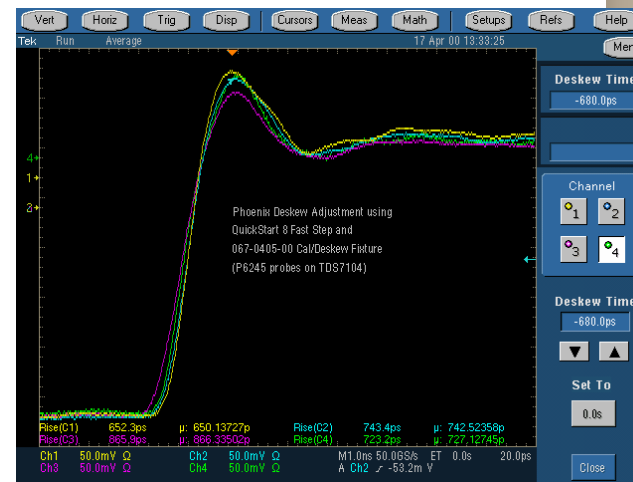 Vert Horiz Trig Disp Cursors Meas Math Setups Refs Help
Tek Run Average 17 Apr 00 13:33:25
Deskew Time
-680.0ps
4
1
2
Channel
1 2
3 4
Phoenix Deskew Adjustment using
QuickStart 8 Fast Step and
067-0405-00 Cal/Deskew Fixture
(P6245 probes on TDS7104)
Deskew Time
-680.0ps
Set To
0.0s
Close
Rise(C1) 652.3ps μ: 650.13727p Rise(C2) 743.4ps μ: 742.52358p
Rise(C3) 865.9ps μ: 866.33502p Rise(C4) 723.2ps μ: 727.12745p
Ch1 50.0mV Ω Ch2 50.0mV Ω M1.0ns 50.0GS/s ET 0.0s 20.0ps
Ch3 50.0mV Ω Ch4 50.0mV Ω A Ch2 -53.2m V